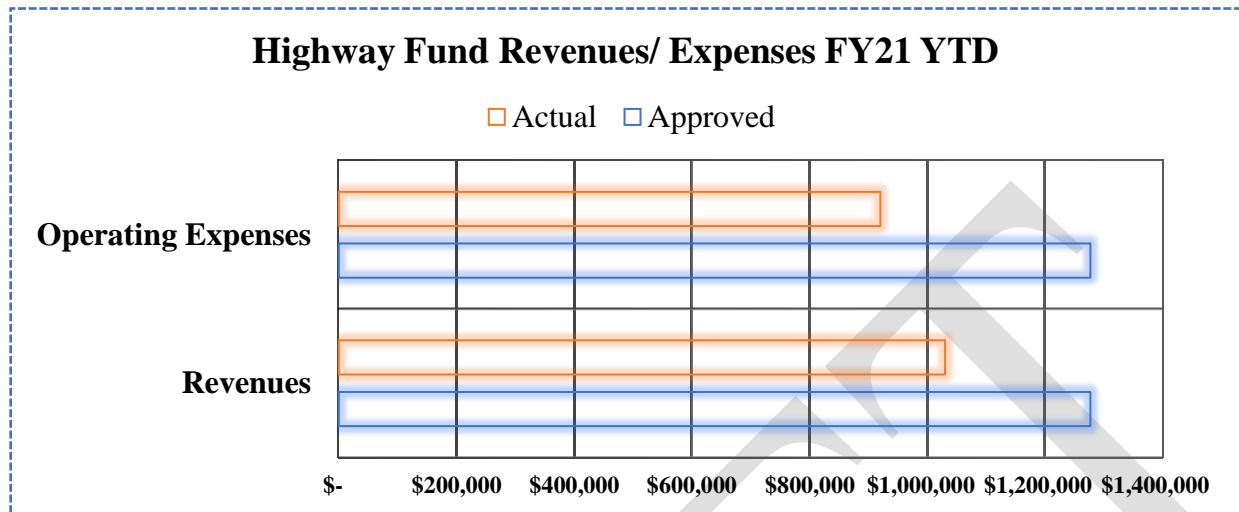 Highway Fund Revenues/ Expenses FY21 YTD
Actual Approved
Operating Expenses
Revenues
$- $200,000 $400,000 $600,000 $800,000 $1,000,000 $1,200,000 $1,400,000